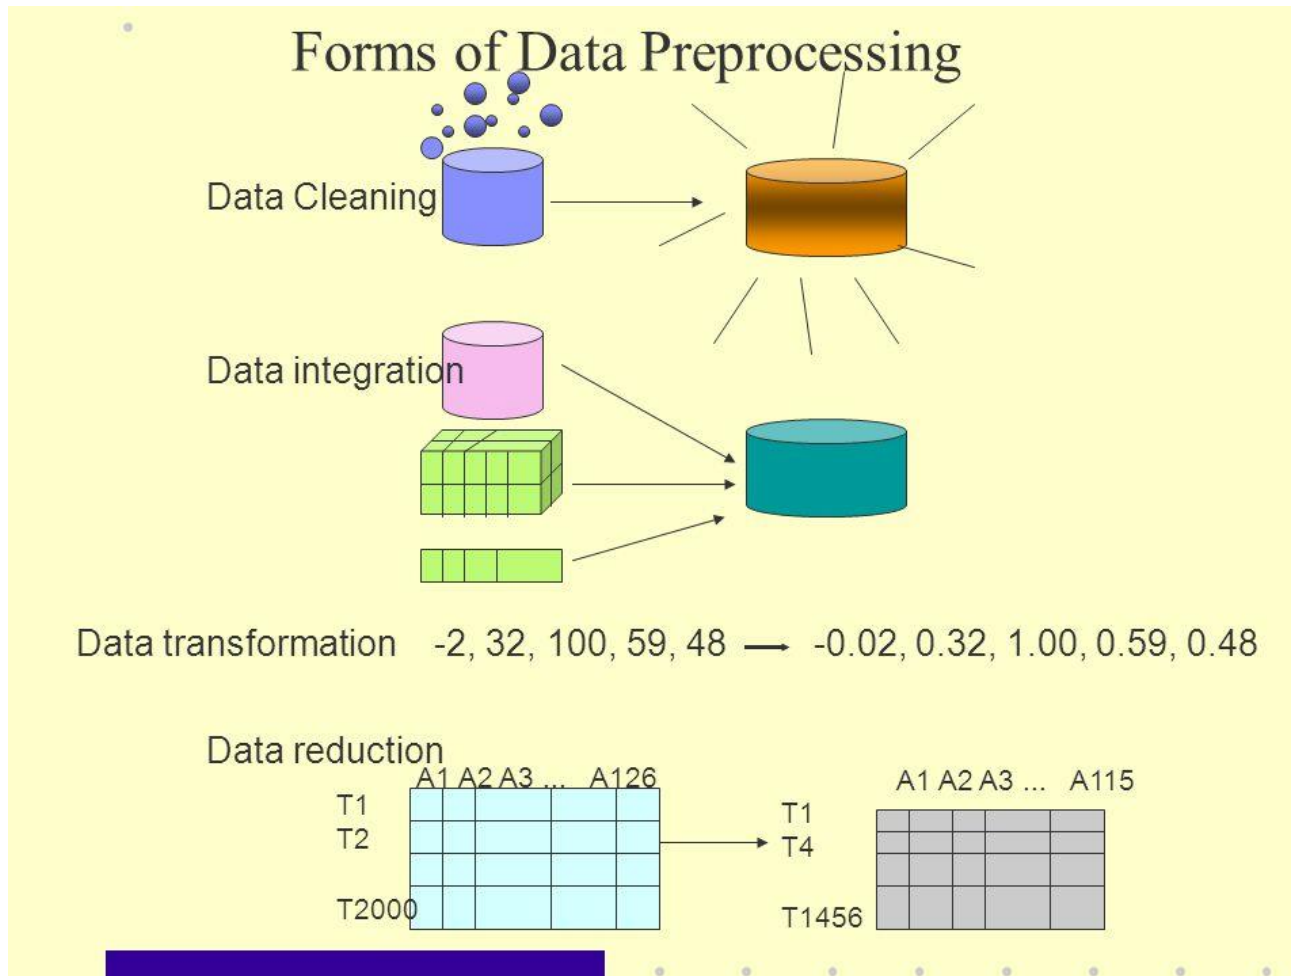 Forms of Data Preprocessing
Data Cleaning
Data integration
Data transformation -2, 32, 100, 59, 48 → -0.02, 0.32, 1.00, 0.59, 0.48
Data reduction
A1 A2 A3 ... A126
T1
T2
T2000
A1 A2 A3 ... A115
T1
T4
T1456